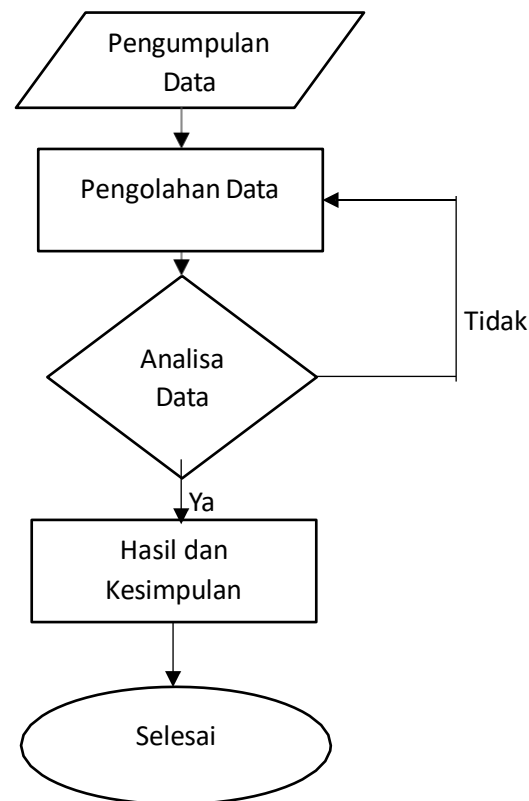 Pengumpulan
Data
Pengolahan Data
Tidak
Analisa
Data
Ya
Hasil dan
Kesimpulan
Selesai